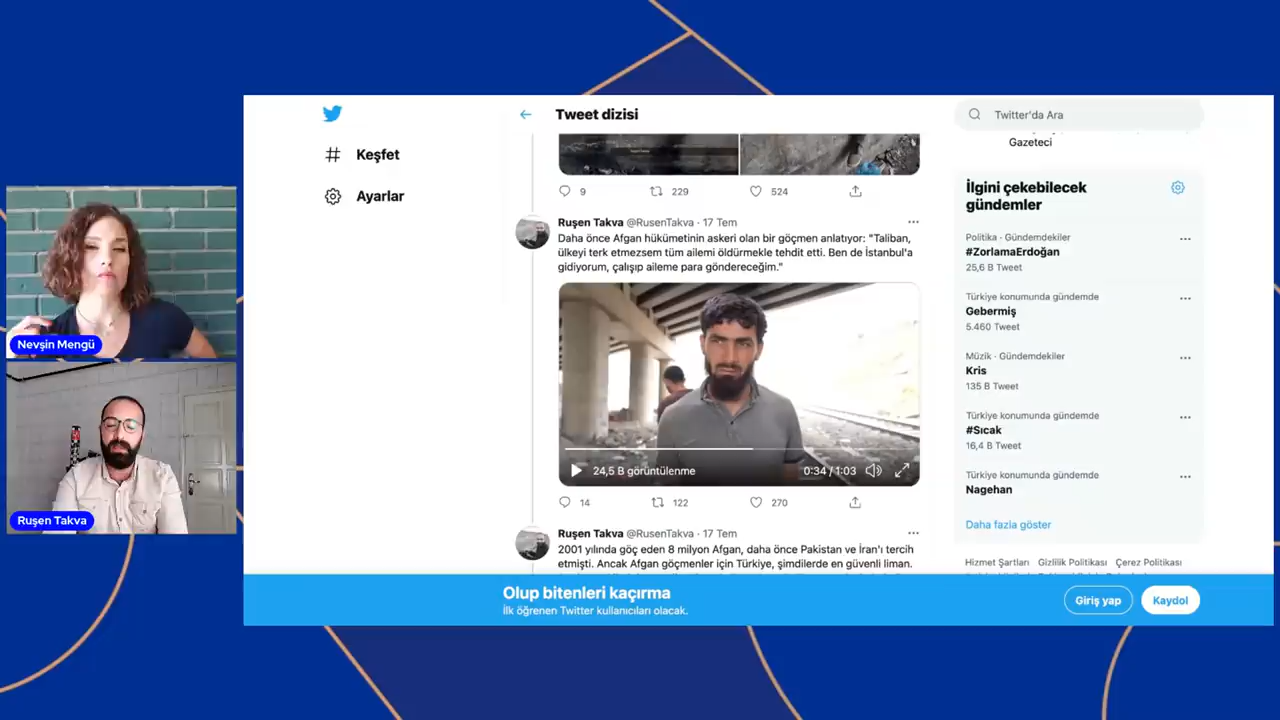 Nevşin Mengü
Ruşen Takva
Keşfet
Ayarlar
Tweet dizisi
9
229
524
Ruşen Takva @RusenTakva · 17 Tem
Daha önce Afgan hükümetinin askeri olan bir göçmen anlatıyor: "Taliban,
ülkeyi terk etmezsem tüm ailemi öldürmekle tehdit etti. Ben de İstanbul'a
gidiyorum, çalışıp aileme para göndereceğim."
24,5 B görüntülenme
0:34 / 1:03
14
122
270
Ruşen Takva @RusenTakva · 17 Tem
2001 yılında göç eden 8 milyon Afgan, daha önce Pakistan ve İran'ı tercih
etmişti. Ancak Afgan göçmenler için Türkiye, şimdilerde en güvenli liman.
Twitter'da Ara
Gazeteci
İlgini çekebilecek
gündemler
Politika · Gündemdekiler
#ZorlamaErdoğan
25,6 B Tweet
Türkiye konumunda gündemde
Gebermiş
5.460 Tweet
Müzik · Gündemdekiler
Kris
135 B Tweet
Türkiye konumunda gündemde
#Sıcak
16,4 B Tweet
Türkiye konumunda gündemde
Nagehan
Daha fazla göster
Hizmet Şartları Gizlilik Politikası Çerez Politikası
Olup bitenleri kaçırma
İlk öğrenen Twitter kullanıcıları olacak.
Giriş yap
Kaydol